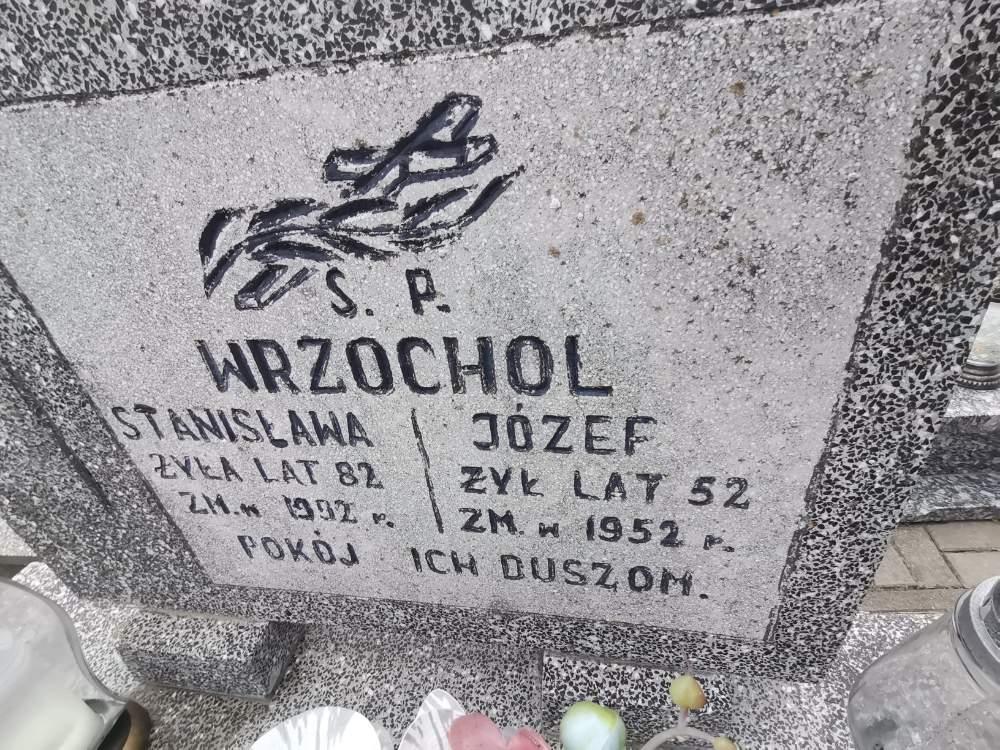 Ś. P.
WRZOCHOL
STANISŁAWA
ŻYŁA LAT 82
ZM. w 1992 r.
JÓZEF
ŻYŁ LAT 52
ZM. w 1952 r.
POKÓJ ICH DUSZOM.